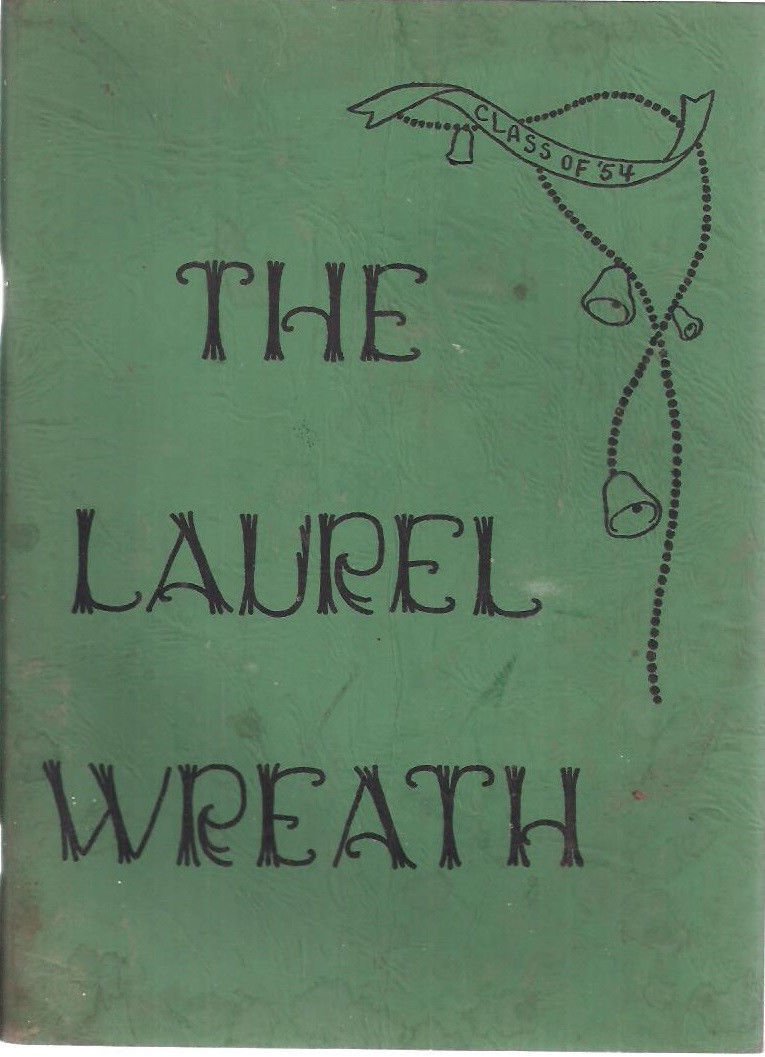 CLASS OF '54
THE
LAUREL
WREATH